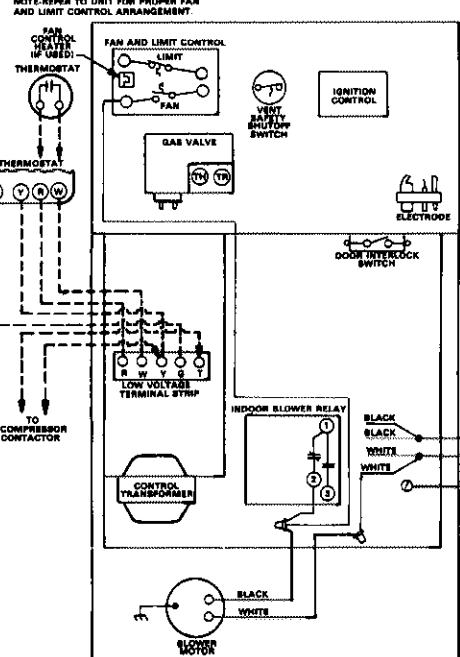 NOTE-REFER TO UNIT FOR PROPER FAN
AND LIMIT CONTROL ARRANGEMENT.
FAN
CONTROL
HEATER
(IF USED)
THERMOSTAT
FAN AND LIMIT CONTROL
LIMIT
FAN
VENT
SAFETY
SHUTOFF
SWITCH
IGNITION
CONTROL
GAS VALVE
TH TR
THERMOSTAT
Y R W
ELECTRODE
DOOR INTERLOCK
SWITCH
R W Y G T
LOW VOLTAGE
TERMINAL STRIP
TO
COMPRESSOR
CONTACTOR
INDOOR BLOWER RELAY
1
2
3
BLACK
BLACK
WHITE
WHITE
CONTROL
TRANSFORMER
BLACK
WHITE
BLOWER
MOTOR